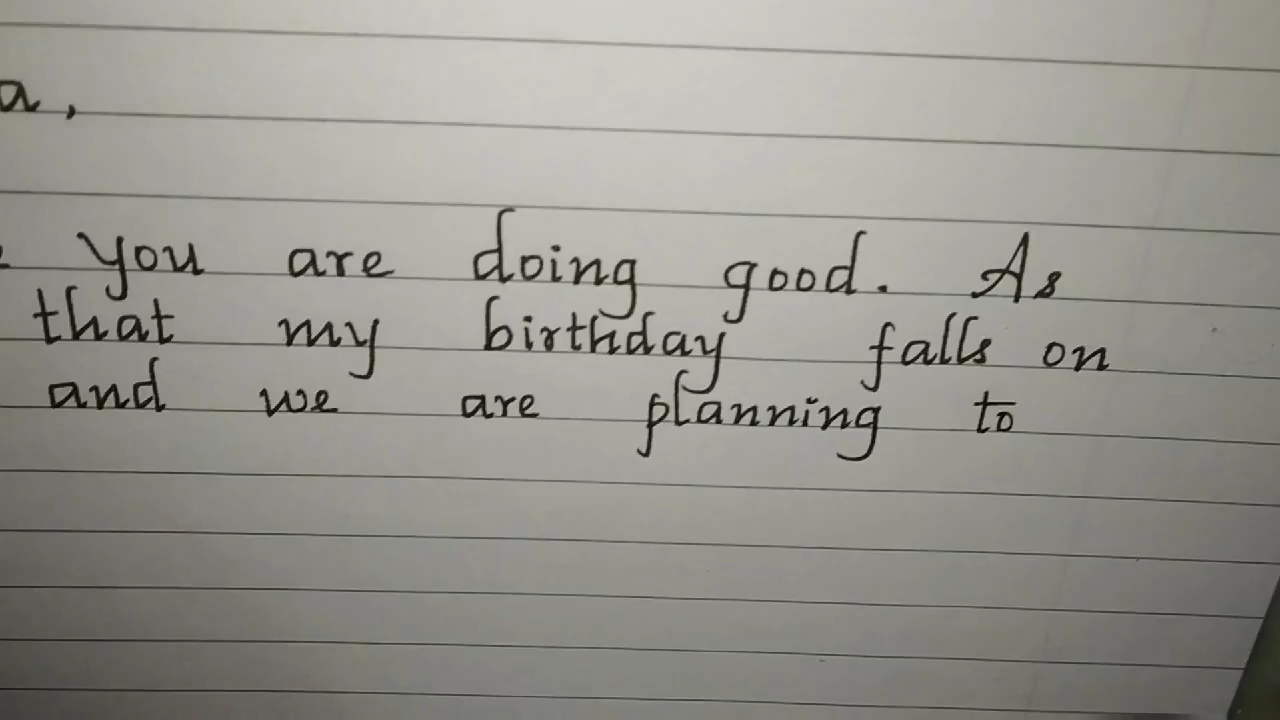 a,
you are doing good. As
that my birthday falls on
and we are planning to